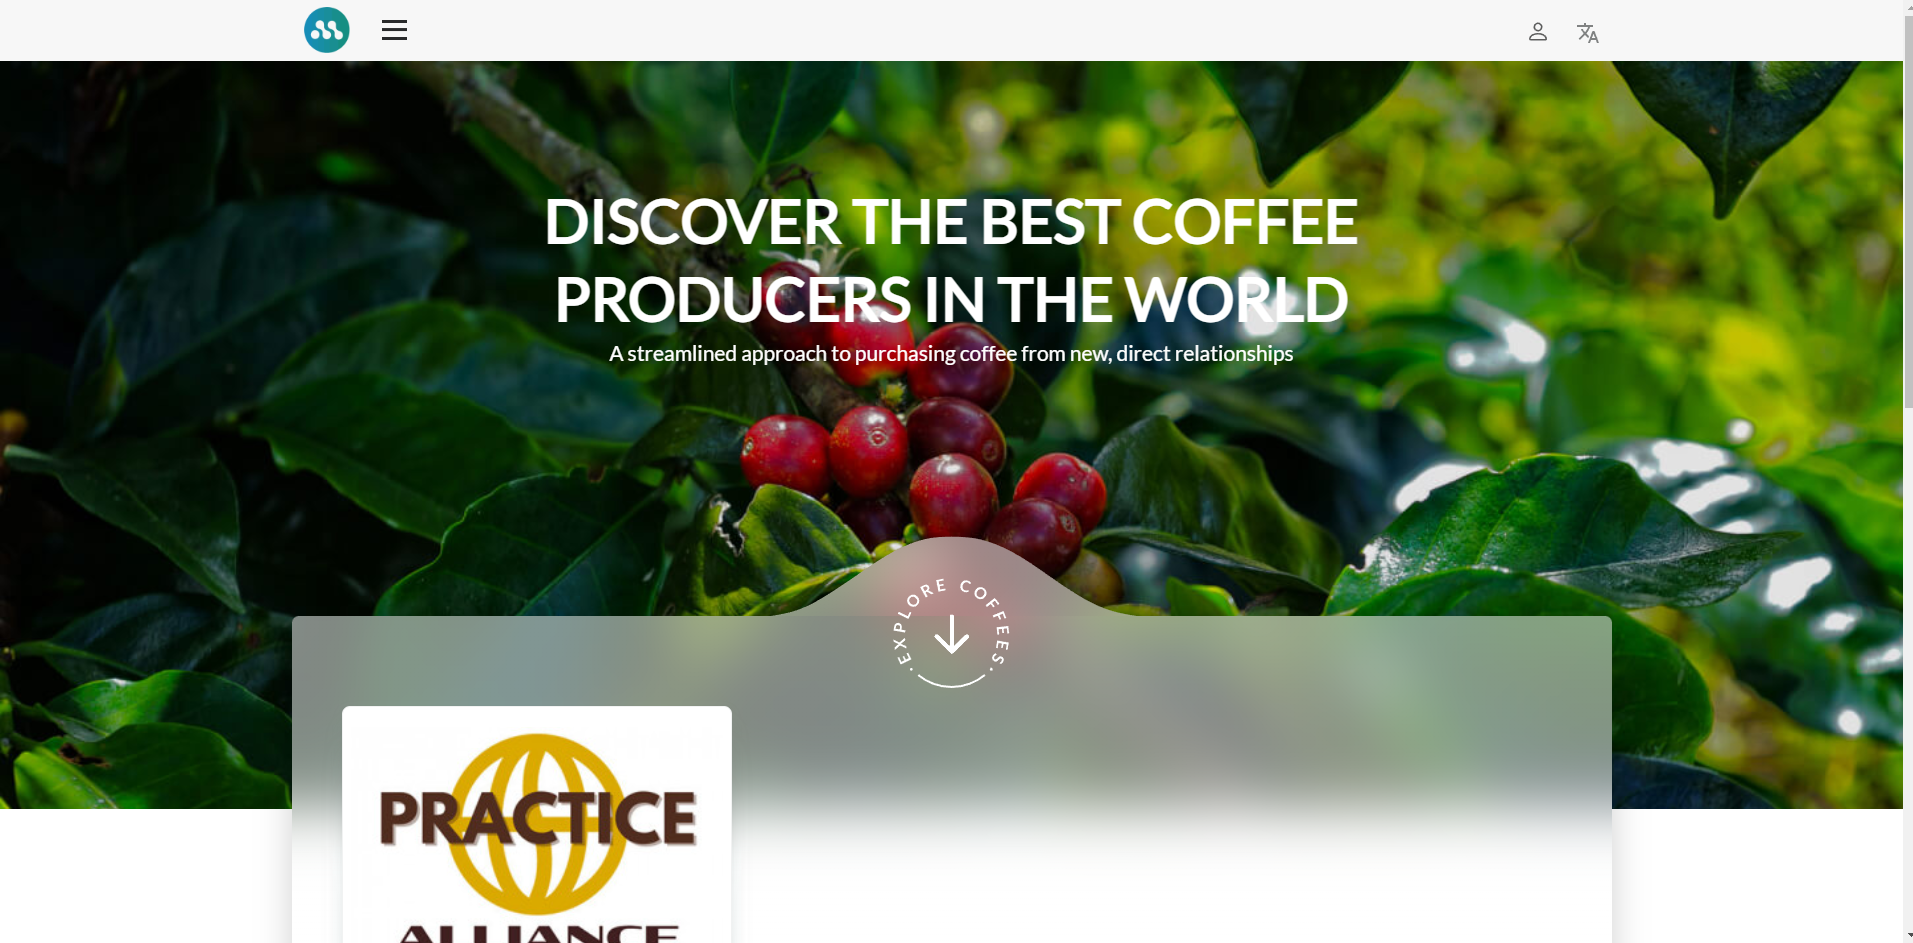 DISCOVER THE BEST COFFEE
PRODUCERS IN THE WORLD
A streamlined approach to purchasing coffee from new, direct relationships
· EXPLORE COFFEES ·
PRACTICE
ALLIANCE